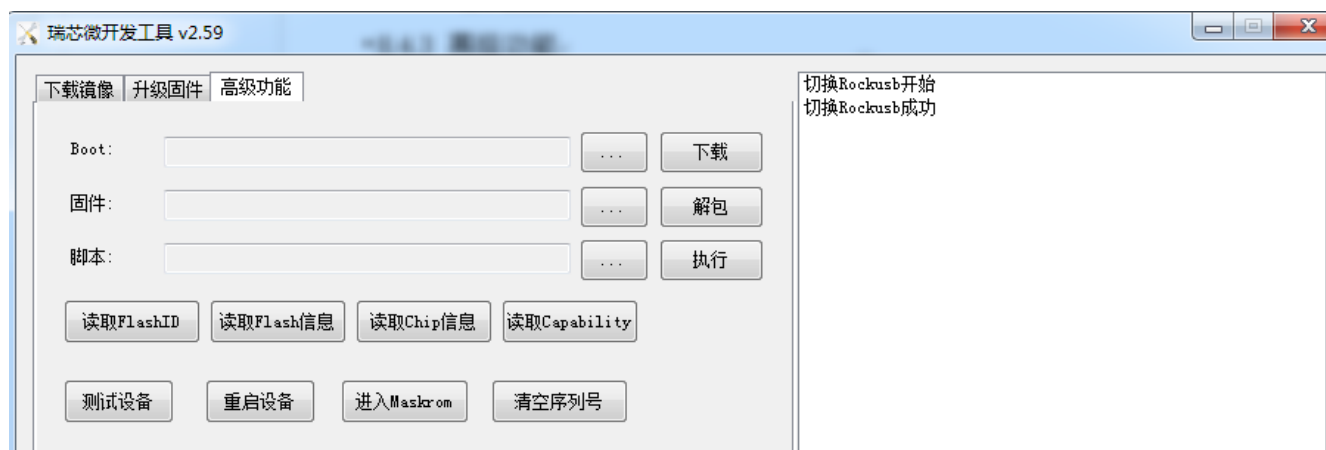 瑞芯微开发工具 v2.59
下载镜像 升级固件 高级功能
Boot: ... 下载
固件: ... 解包
脚本: ... 执行
读取FlashID 读取Flash信息 读取Chip信息 读取Capability
测试设备 重启设备 进入Maskrom 清空序列号
切换Rockusb开始
切换Rockusb成功